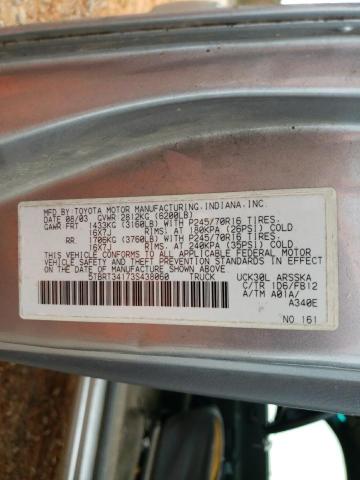 MFD BY: TOYOTA MOTOR MANUFACTURING, INDIANA, INC.
DATE 08/03 GVWR 2812KG (6200LB)
GAWR FRT 1433KG (3160LB) WITH P245/70R16 TIRES,
16X7J RIMS, AT 180KPA (26PSI) COLD
RR. 1706KG (3760LB) WITH P245/70R16 TIRES,
16X7J RIMS, AT 240KPA (35PSI) COLD
THIS VEHICLE CONFORMS TO ALL APPLICABLE FEDERAL MOTOR
VEHICLE SAFETY AND THEFT PREVENTION STANDARDS IN EFFECT
ON THE DATE OF MANUFACTURE SHOWN ABOVE.
5TBRT34173S438060 TRUCK UCK30L ARSSKA
C/TR 1D6/FB12
A/TM A01A/
A340E
NO 161